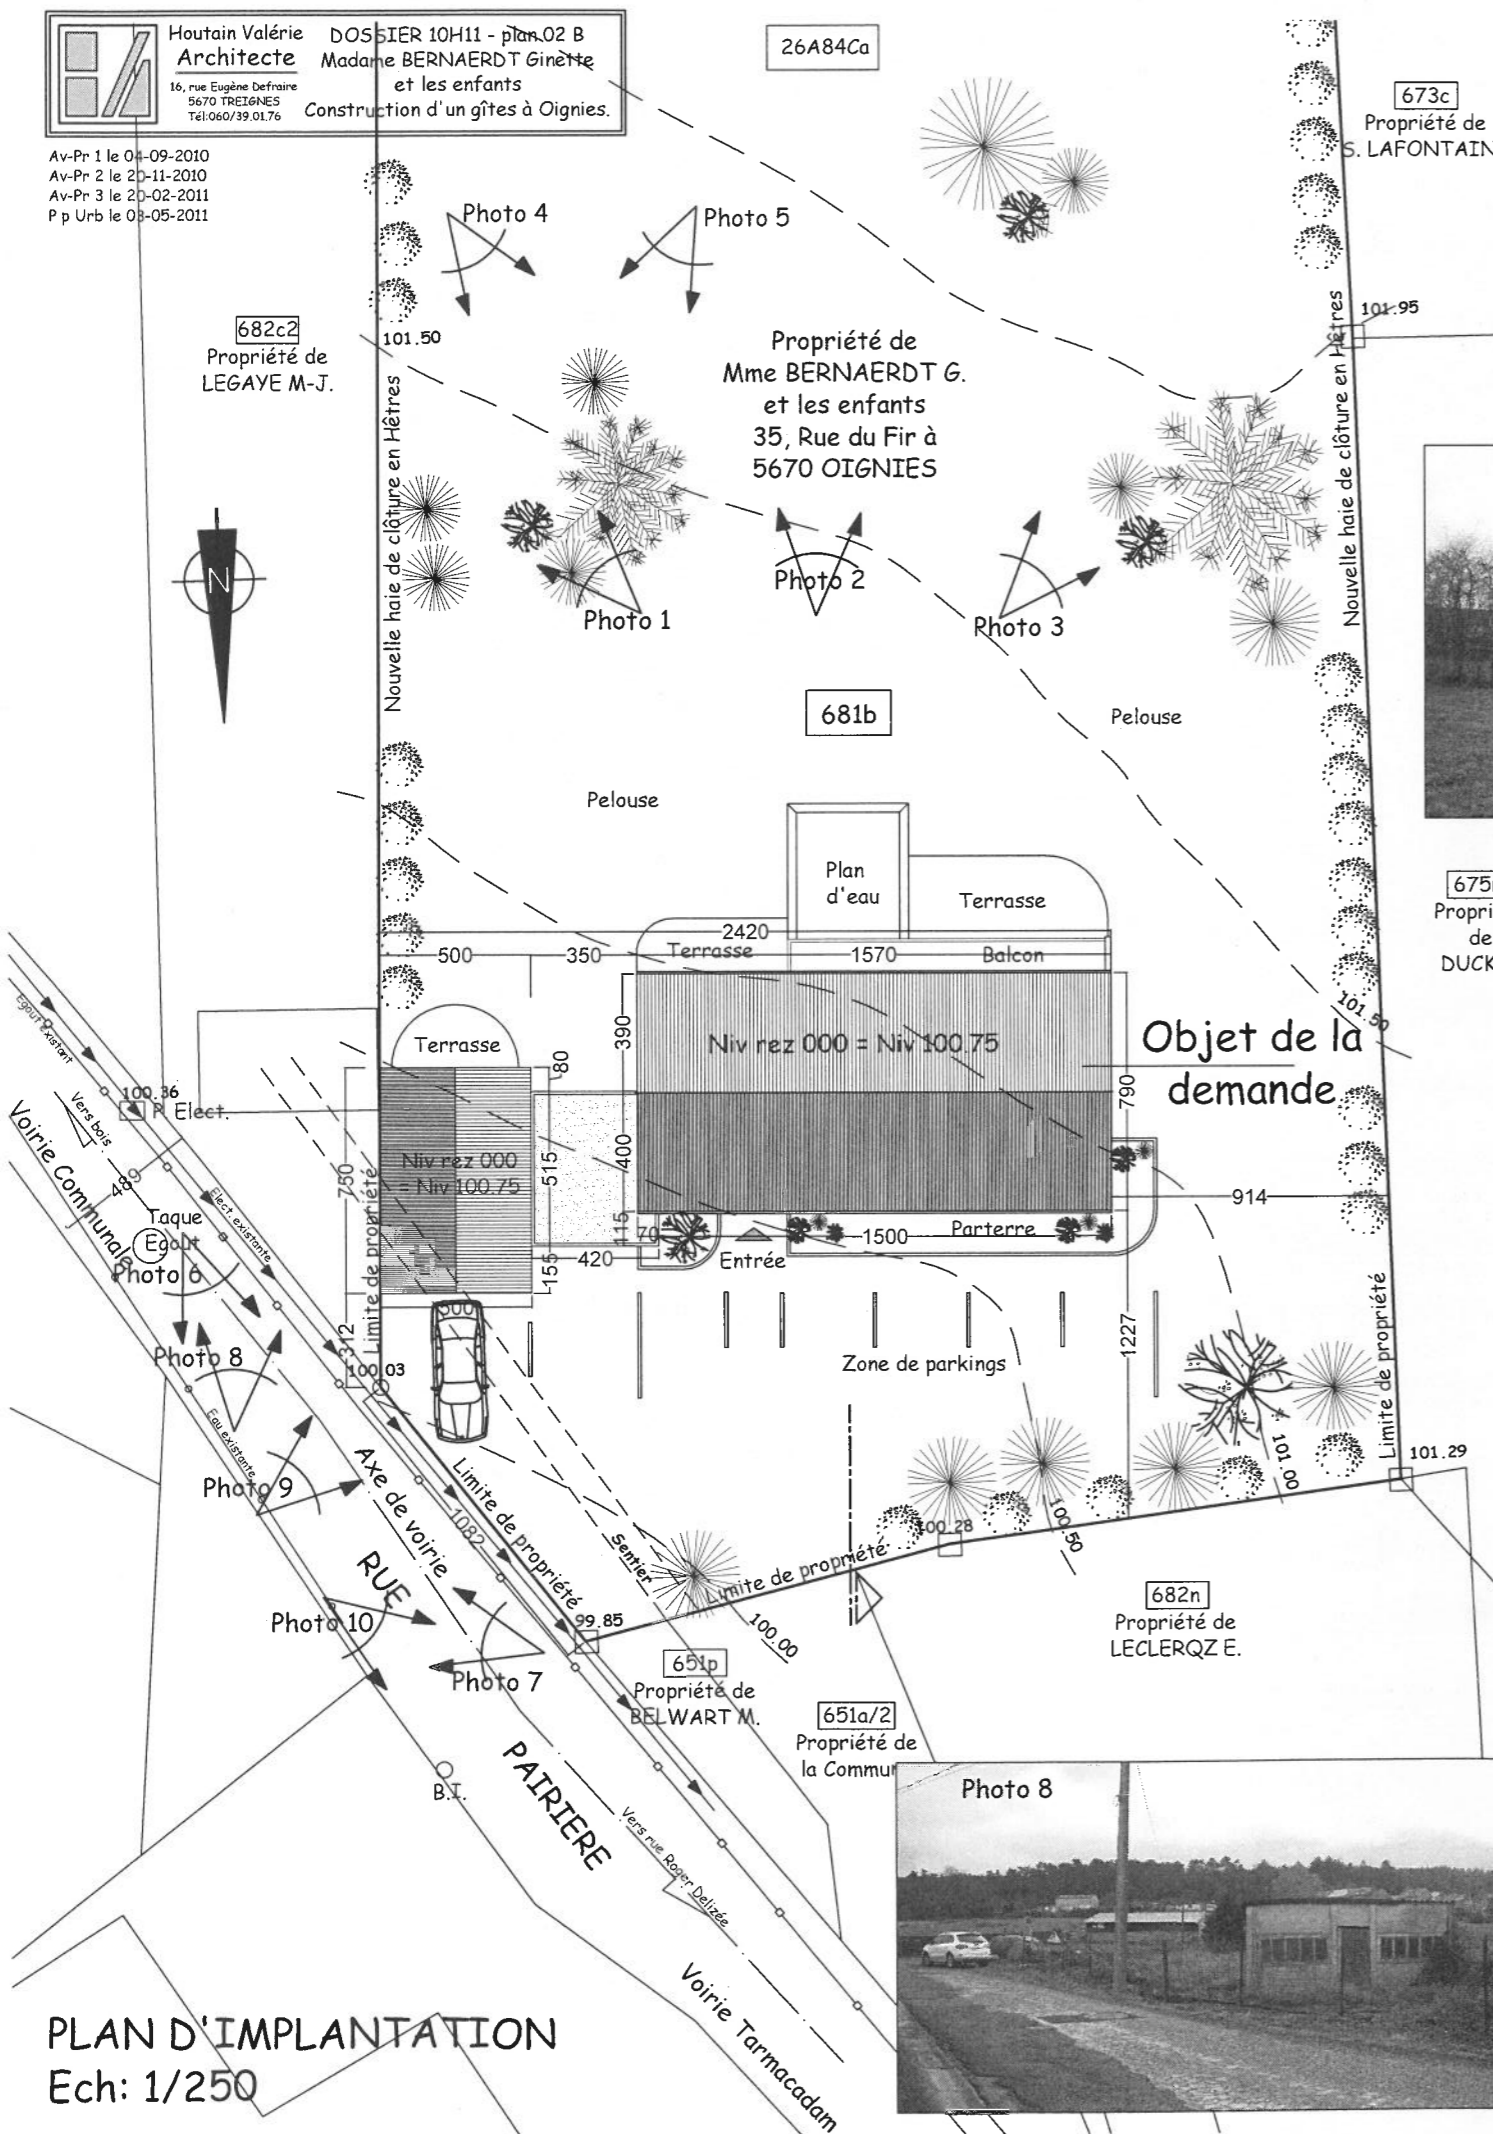 Houtain Valérie
Architecte
16, rue Eugène Defraire
5670 TREIGNES
Tél:060/39.01.76
DOSSIER 10H11 - plan.02 B
Madame BERNAERDT Ginette
et les enfants
Construction d'un gîtes à Oignies.
26A84Ca
673c
Propriété de
S. LAFONTAIN
Av-Pr 1 le 04-09-2010
Av-Pr 2 le 20-11-2010
Av-Pr 3 le 20-02-2011
P p Urb le 03-05-2011
Photo 4
Photo 5
101.95
682c2
Propriété de
LEGAYE M-J.
101.50
Propriété de
Mme BERNAERDT G.
et les enfants
35, Rue du Fir à
5670 OIGNIES
Nouvelle haie de clôture en Hêtres
Nouvelle haie de clôture en Hêtres
N
Photo 1
Photo 2
Photo 3
681b
Pelouse
Pelouse
Plan
d'eau
Terrasse
675
Propri
de
DUCK
2420
500
350
Terrasse
1570
Balcon
390
Niv rez 000 = Niv 100.75
101.50
Objet de la
demande
Terrasse
80
790
Egout existant
100.36
P. Elect.
Vers bois
Voirie Communale
489
Elect. existante
Taque
Egout
Photo 6
750
Limite de propriété
Niv rez 000
= Niv 100.75
515
400
914
115
70
1500
Parterre
Entrée
420
155
500
312
100.03
Photo 8
Zone de parkings
1227
Limite de propriété
Eau existante
Photo 9
Axe de voirie
1082
Limite de propriété
Sentier
101.00
101.29
100.28
100.50
Limite de propriété
RUE
Photo 10
99.85
100.00
Photo 7
651p
Propriété de
BELWART M.
682n
Propriété de
LECLERQZ E.
651a/2
Propriété de
la Commun
B.I.
PAIRIERE
Vers rue Roger Delizée
Photo 8
Voirie Tarmacadam
PLAN D'IMPLANTATION
Ech: 1/250